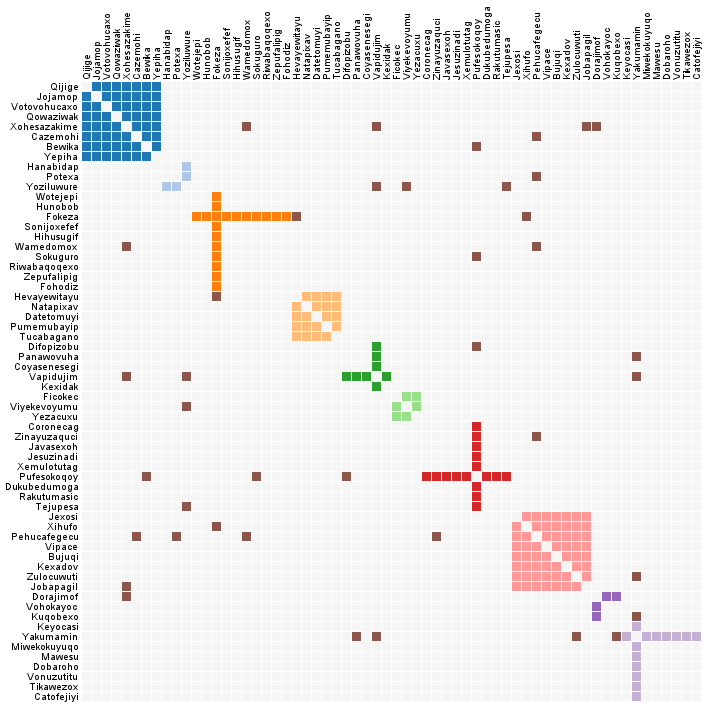 Qijige
Jojamop
Votovohucaxo
Qowaziwak
Xohesazakime
Cazemohi
Bewika
Yepiha
Hanabidap
Potexa
Yoziluwure
Wotejepi
Hunobob
Fokeza
Sonijoxefef
Hihusugif
Wamedomox
Sokuguro
Riwabaqoqexo
Zepufalipig
Fohodiz
Hevayewitayu
Natapixav
Datetomuyi
Pumemubayip
Tucabagano
Difopizobu
Panawovuha
Coyasenesegi
Vapidujim
Kexidak
Ficokec
Viyekevoyumu
Yezacuxu
Coronecag
Zinayuzaquci
Javasexoh
Jesuzinadi
Xemulotutag
Pufesokoqoy
Dukubedumoga
Rakutumasic
Tejupesa
Jexosi
Xihufo
Pehucafegecu
Vipace
Bujuqi
Kexadov
Zulocuwuti
Jobapagil
Dorajimof
Vohokayoc
Kuqobexo
Keyocasi
Yakumamin
Miwekokuyuqo
Mawesu
Dobaroho
Vonuzutitu
Tikawezox
Catofejiyi
Qijige
Jojamop
Votovohucaxo
Qowaziwak
Xohesazakime
Cazemohi
Bewika
Yepiha
Hanabidap
Potexa
Yoziluwure
Wotejepi
Hunobob
Fokeza
Sonijoxefef
Hihusugif
Wamedomox
Sokuguro
Riwabaqoqexo
Zepufalipig
Fohodiz
Hevayewitayu
Natapixav
Datetomuyi
Pumemubayip
Tucabagano
Difopizobu
Panawovuha
Coyasenesegi
Vapidujim
Kexidak
Ficokec
Viyekevoyumu
Yezacuxu
Coronecag
Zinayuzaquci
Javasexoh
Jesuzinadi
Xemulotutag
Pufesokoqoy
Dukubedumoga
Rakutumasic
Tejupesa
Jexosi
Xihufo
Pehucafegecu
Vipace
Bujuqi
Kexadov
Zulocuwuti
Jobapagil
Dorajimof
Vohokayoc
Kuqobexo
Keyocasi
Yakumamin
Miwekokuyuqo
Mawesu
Dobaroho
Vonuzutitu
Tikawezox
Catofejiyi